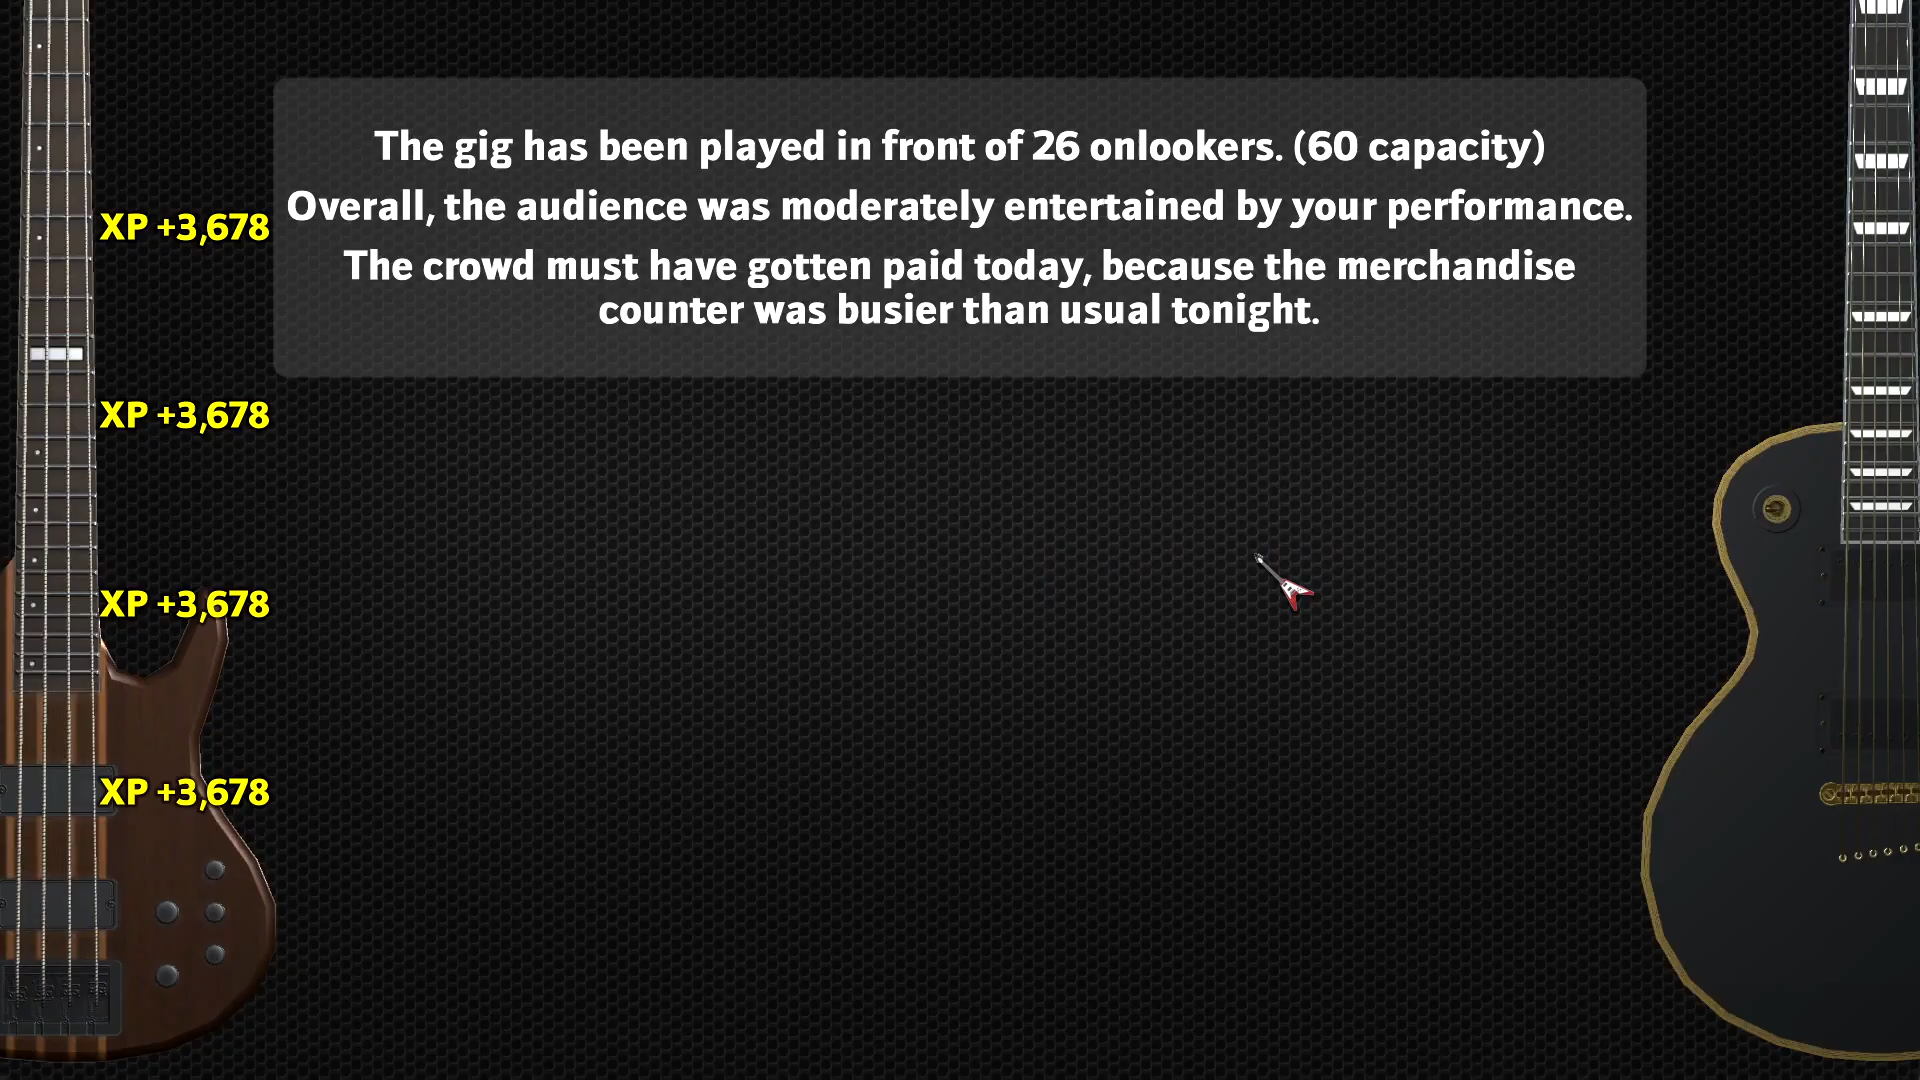 The gig has been played in front of 26 onlookers. (60 capacity)
Overall, the audience was moderately entertained by your performance.
The crowd must have gotten paid today, because the merchandise
counter was busier than usual tonight.
XP +3,678
XP +3,678
XP +3,678
XP +3,678